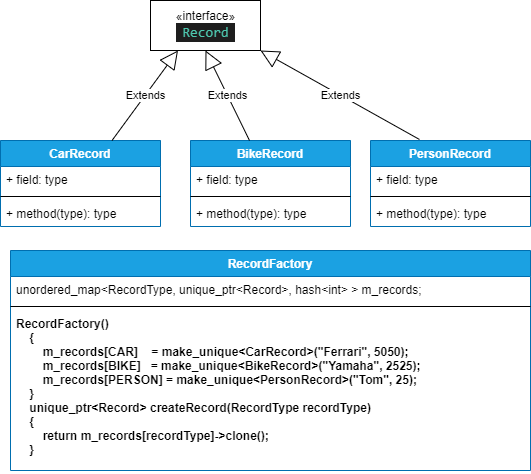 «interface»
Record
Extends
Extends
Extends
CarRecord
+ field: type
+ method(type): type
BikeRecord
+ field: type
+ method(type): type
PersonRecord
+ field: type
+ method(type): type
RecordFactory
unordered_map<RecordType, unique_ptr<Record>, hash<int> > m_records;
RecordFactory()
{
m_records[CAR] = make_unique<CarRecord>("Ferrari", 5050);
m_records[BIKE] = make_unique<BikeRecord>("Yamaha", 2525);
m_records[PERSON] = make_unique<PersonRecord>("Tom", 25);
}
unique_ptr<Record> createRecord(RecordType recordType)
{
return m_records[recordType]->clone();
}